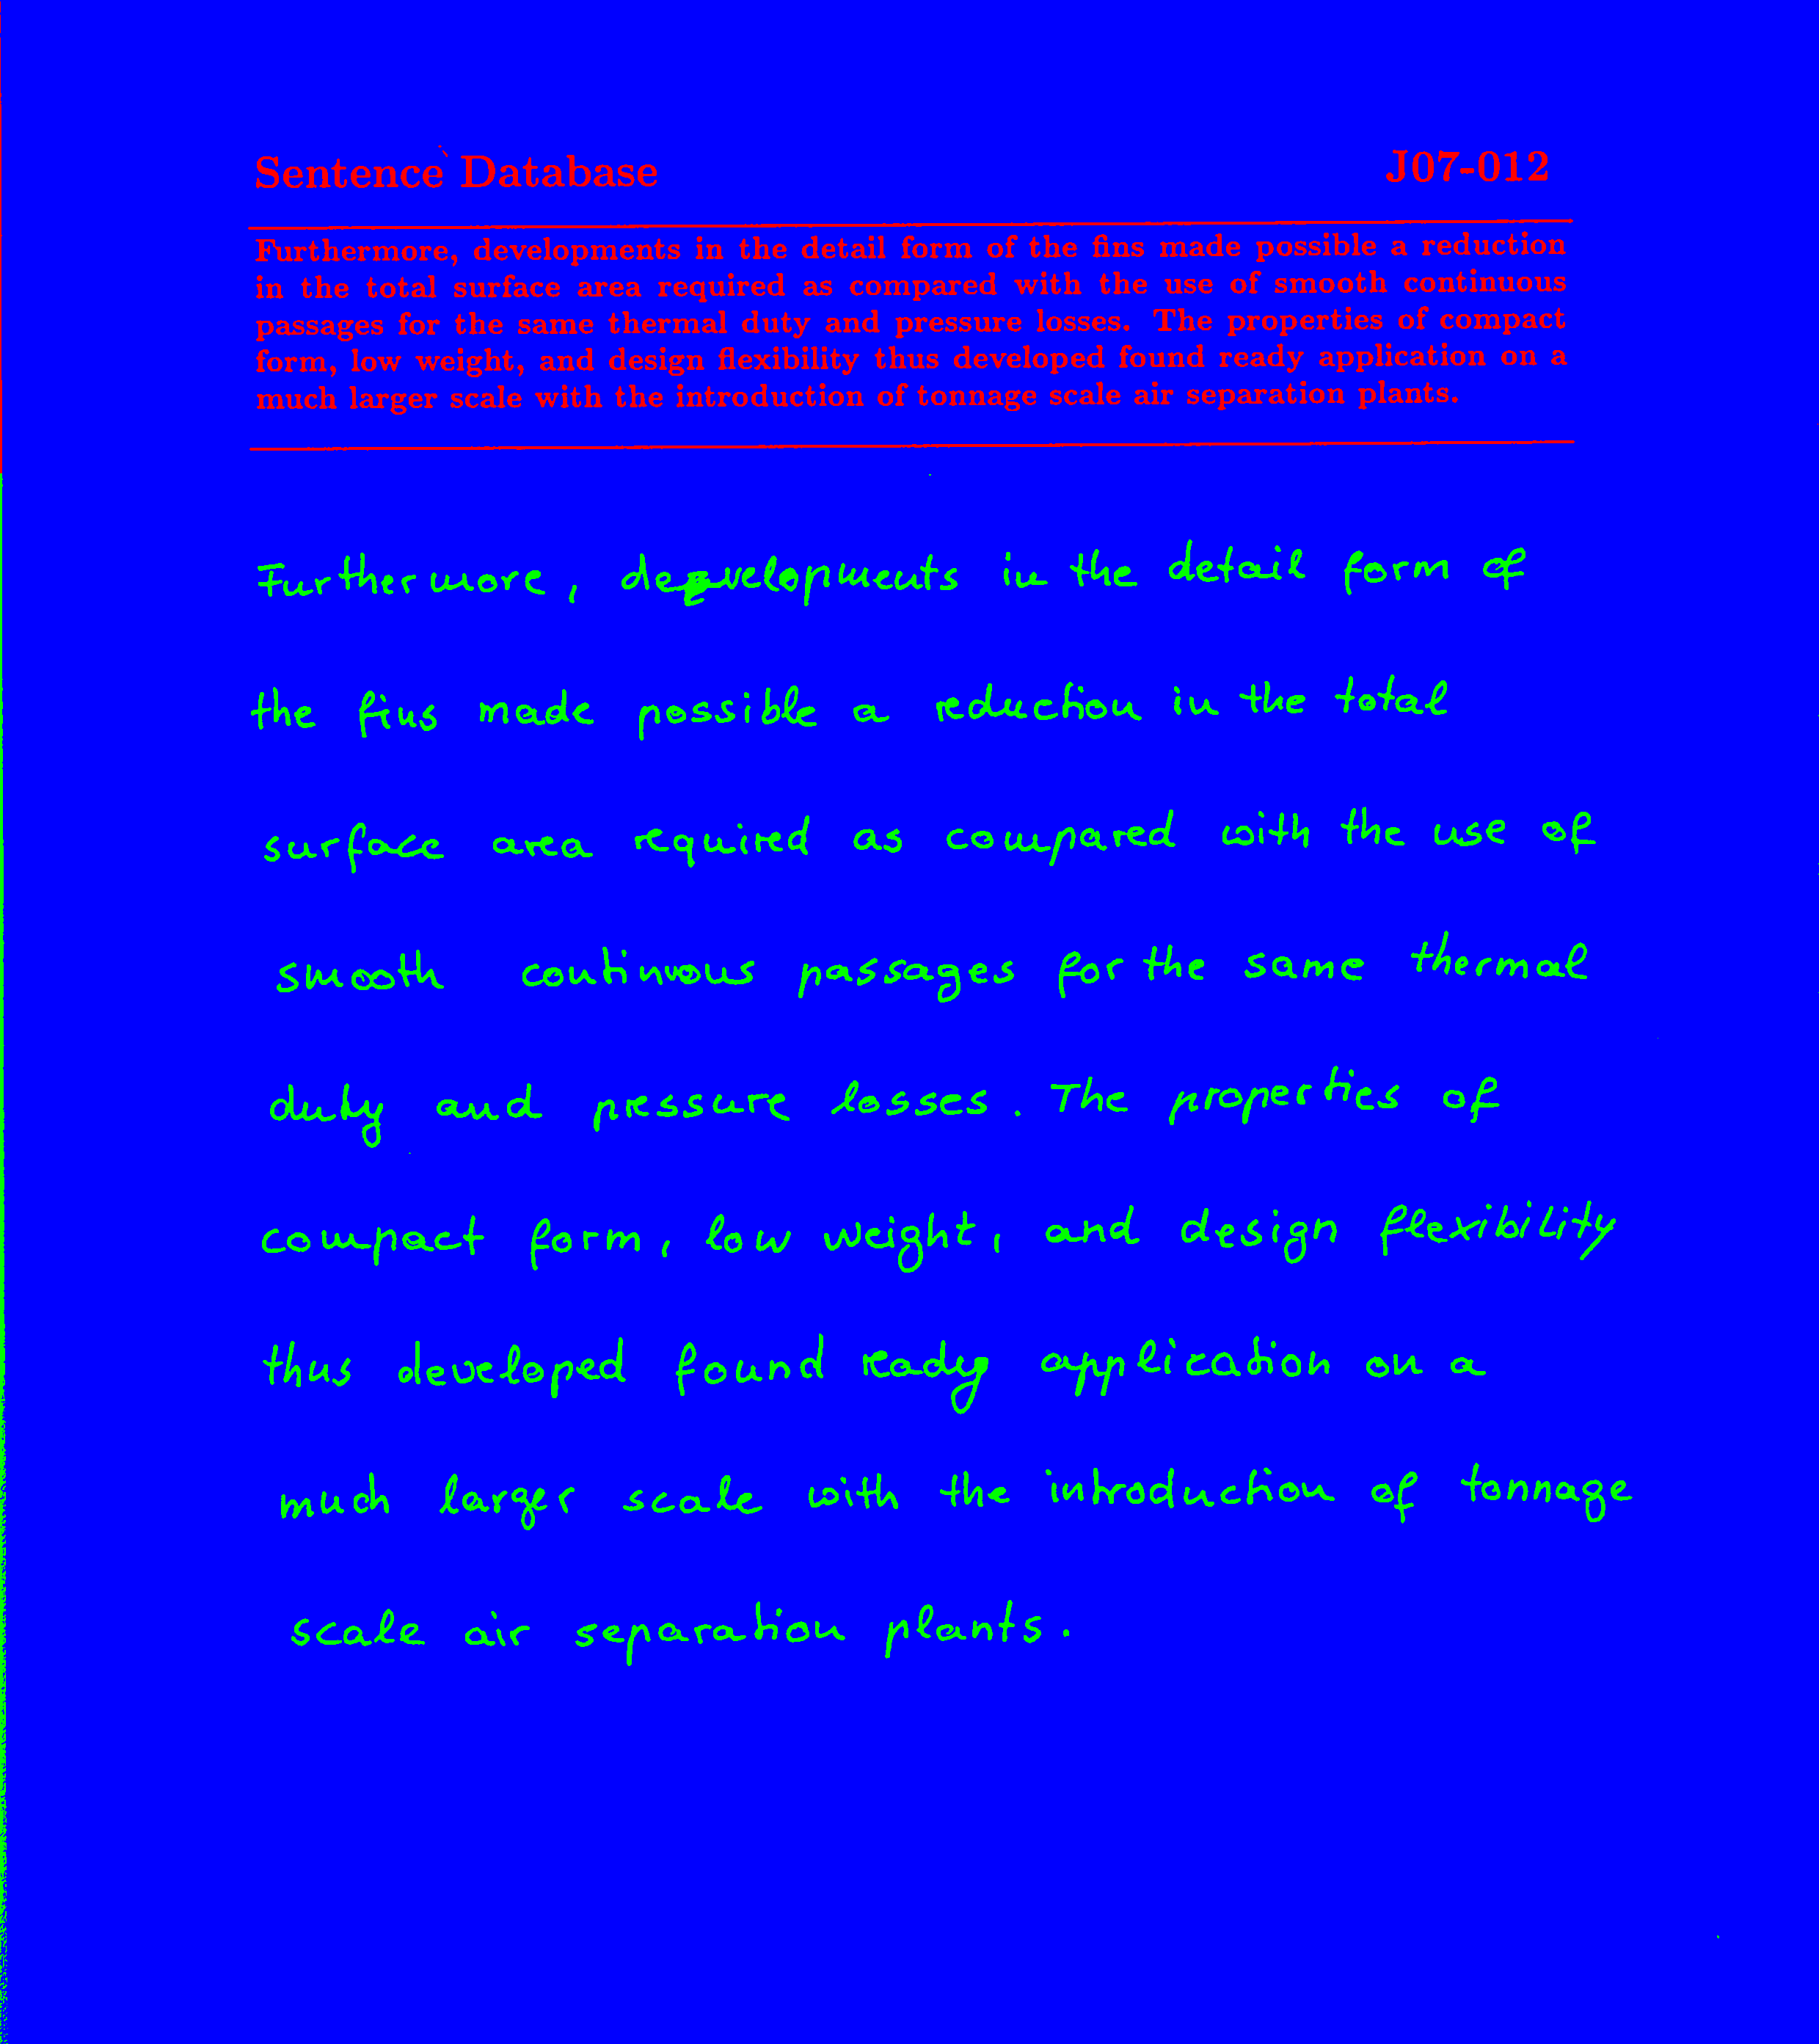 Sentence Database J07-012
Furthermore, developments in the detail form of the fins made possible a reduction
in the total surface area required as compared with the use of smooth continuous
passages for the same thermal duty and pressure losses. The properties of compact
form, low weight, and design flexibility thus developed found ready application on a
much larger scale with the introduction of tonnage scale air separation plants.
Furthermore, developments in the detail form of
the fins made possible a reduction in the total
surface area required as compared with the use of
smooth continuous passages for the same thermal
duty and pressure losses. The properties of
compact form, low weight, and design flexibility
thus developed found ready application on a
much larger scale with the introduction of tonnage
scale air separation plants.